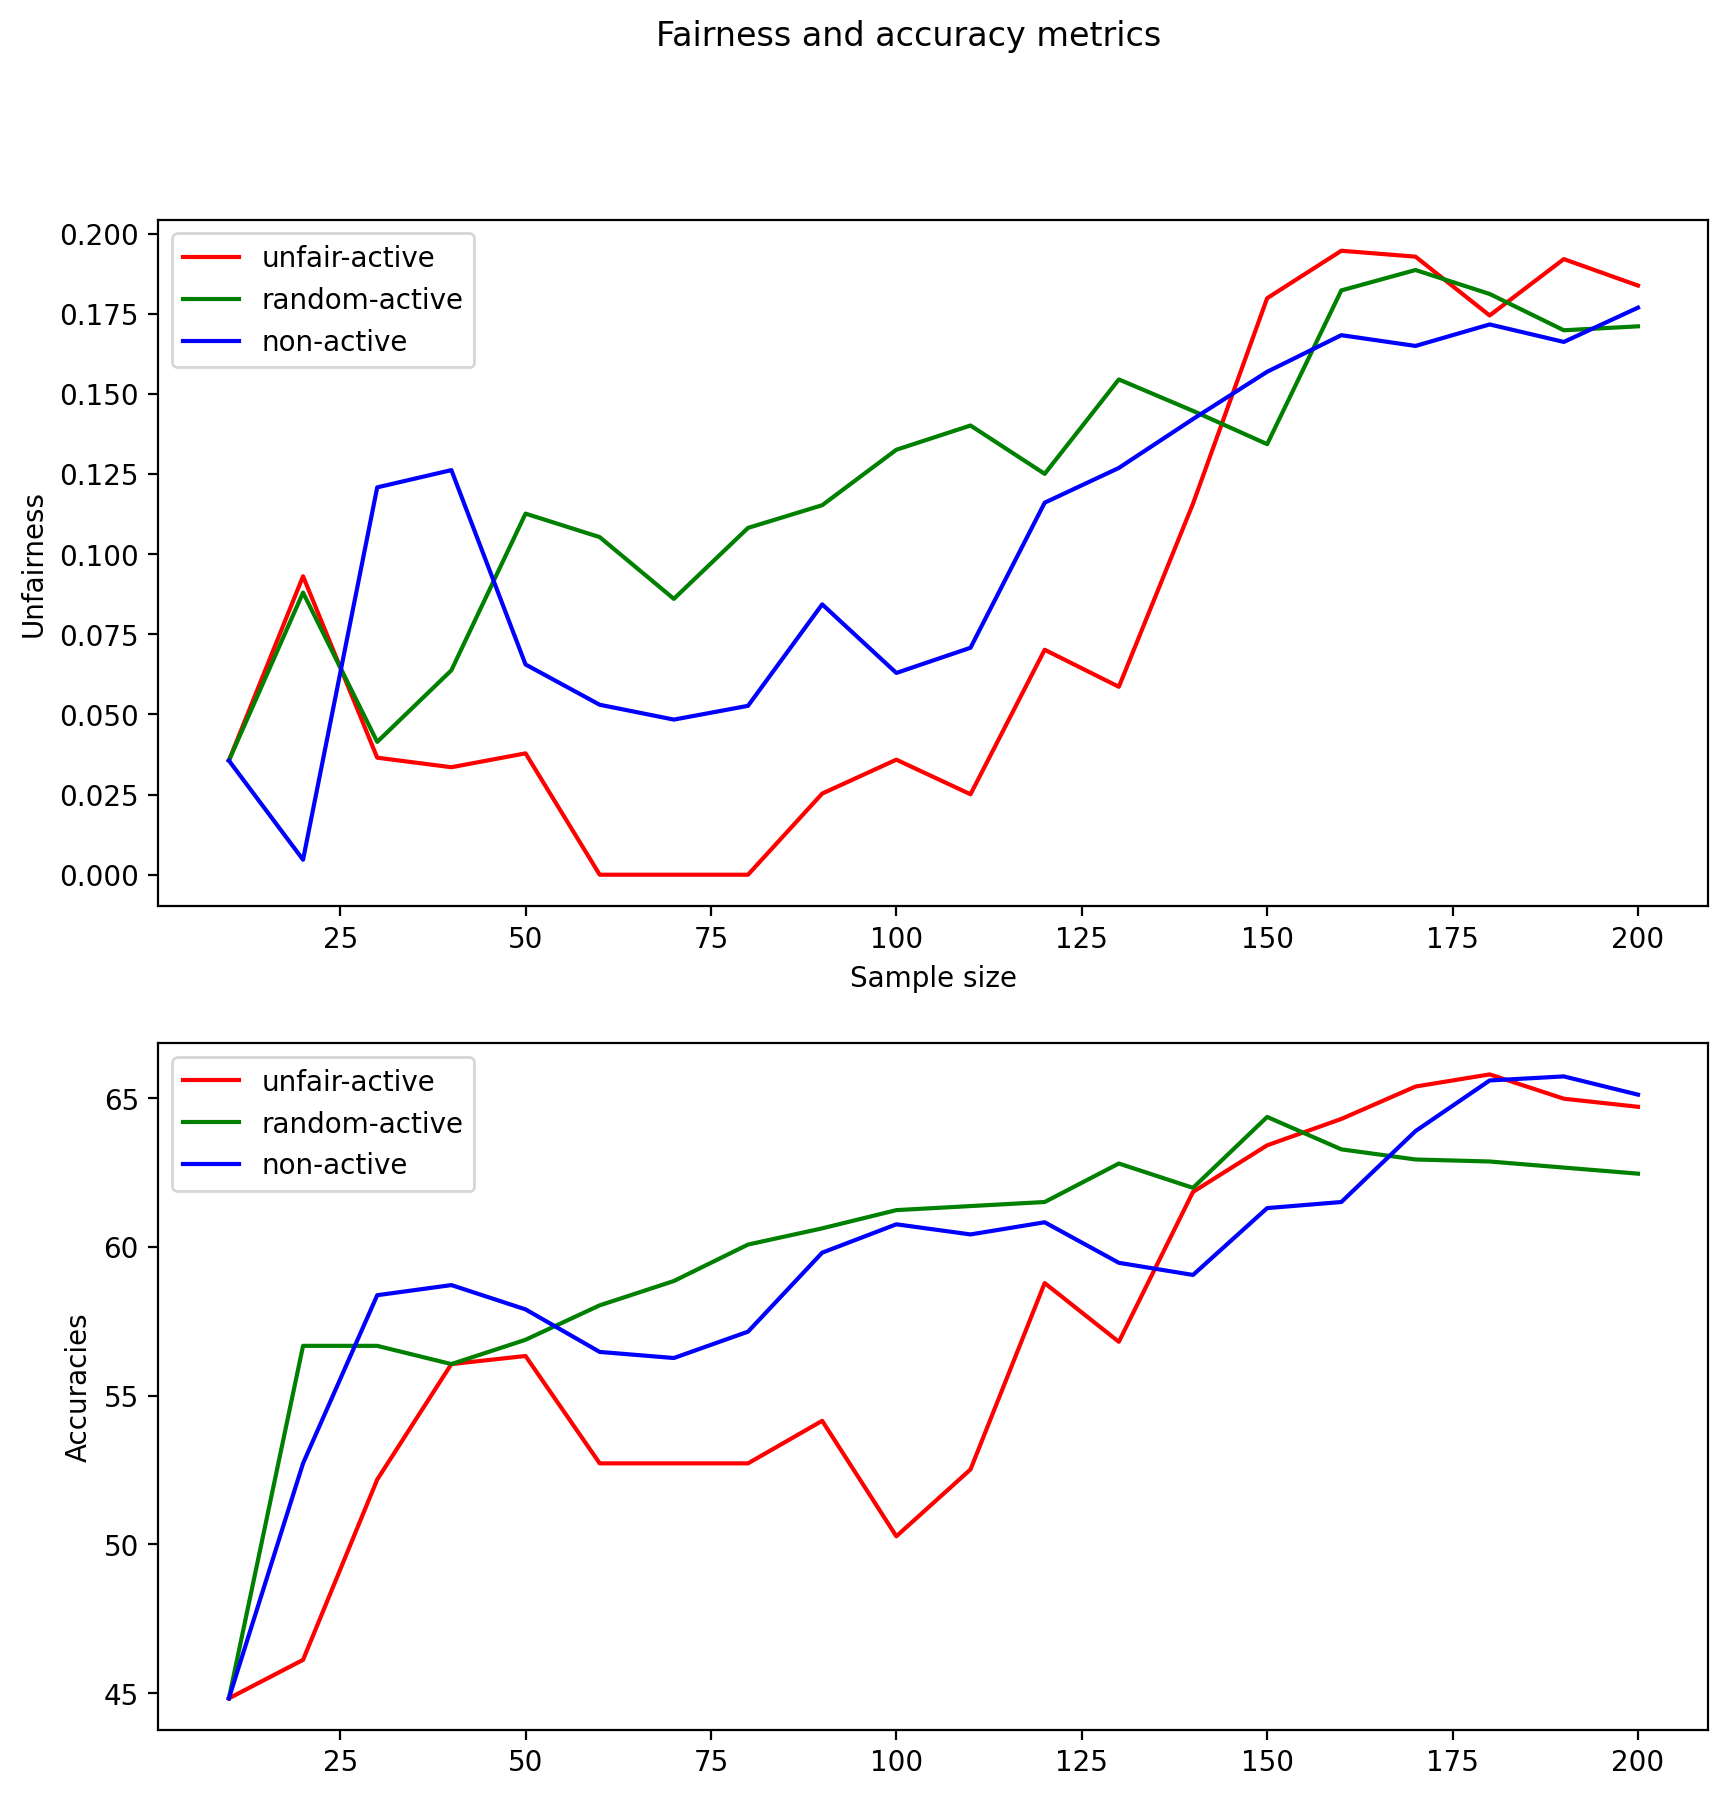 Fairness and accuracy metrics
unfair-active
random-active
non-active
0.200
0.175
0.150
0.125
0.100
0.075
0.050
0.025
0.000
Unfairness
25 50 75 100 125 150 175 200
Sample size
unfair-active
random-active
non-active
65
60
55
50
45
Accuracies
25 50 75 100 125 150 175 200